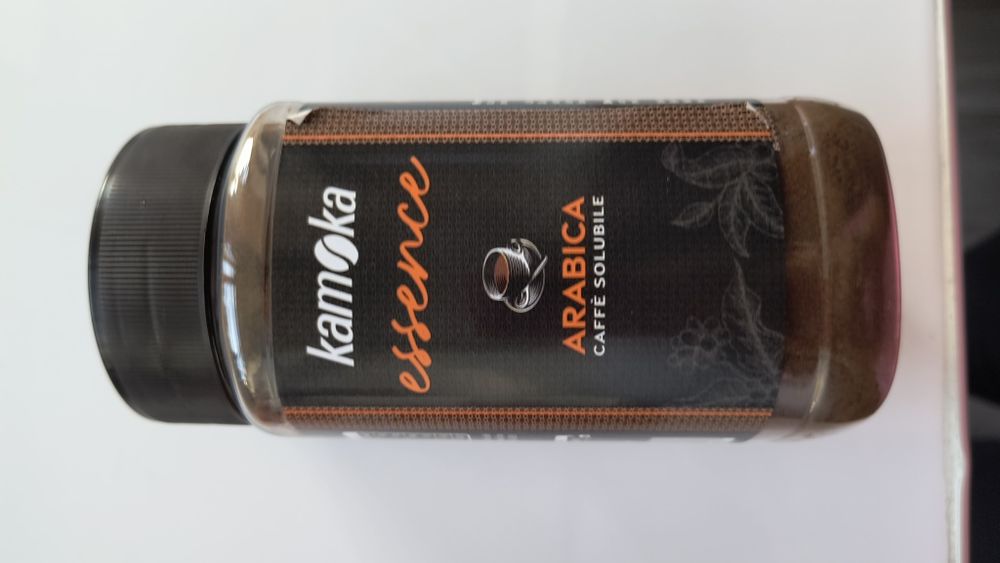 kamoka
essence
ARABICA
CAFFÈ SOLUBILE